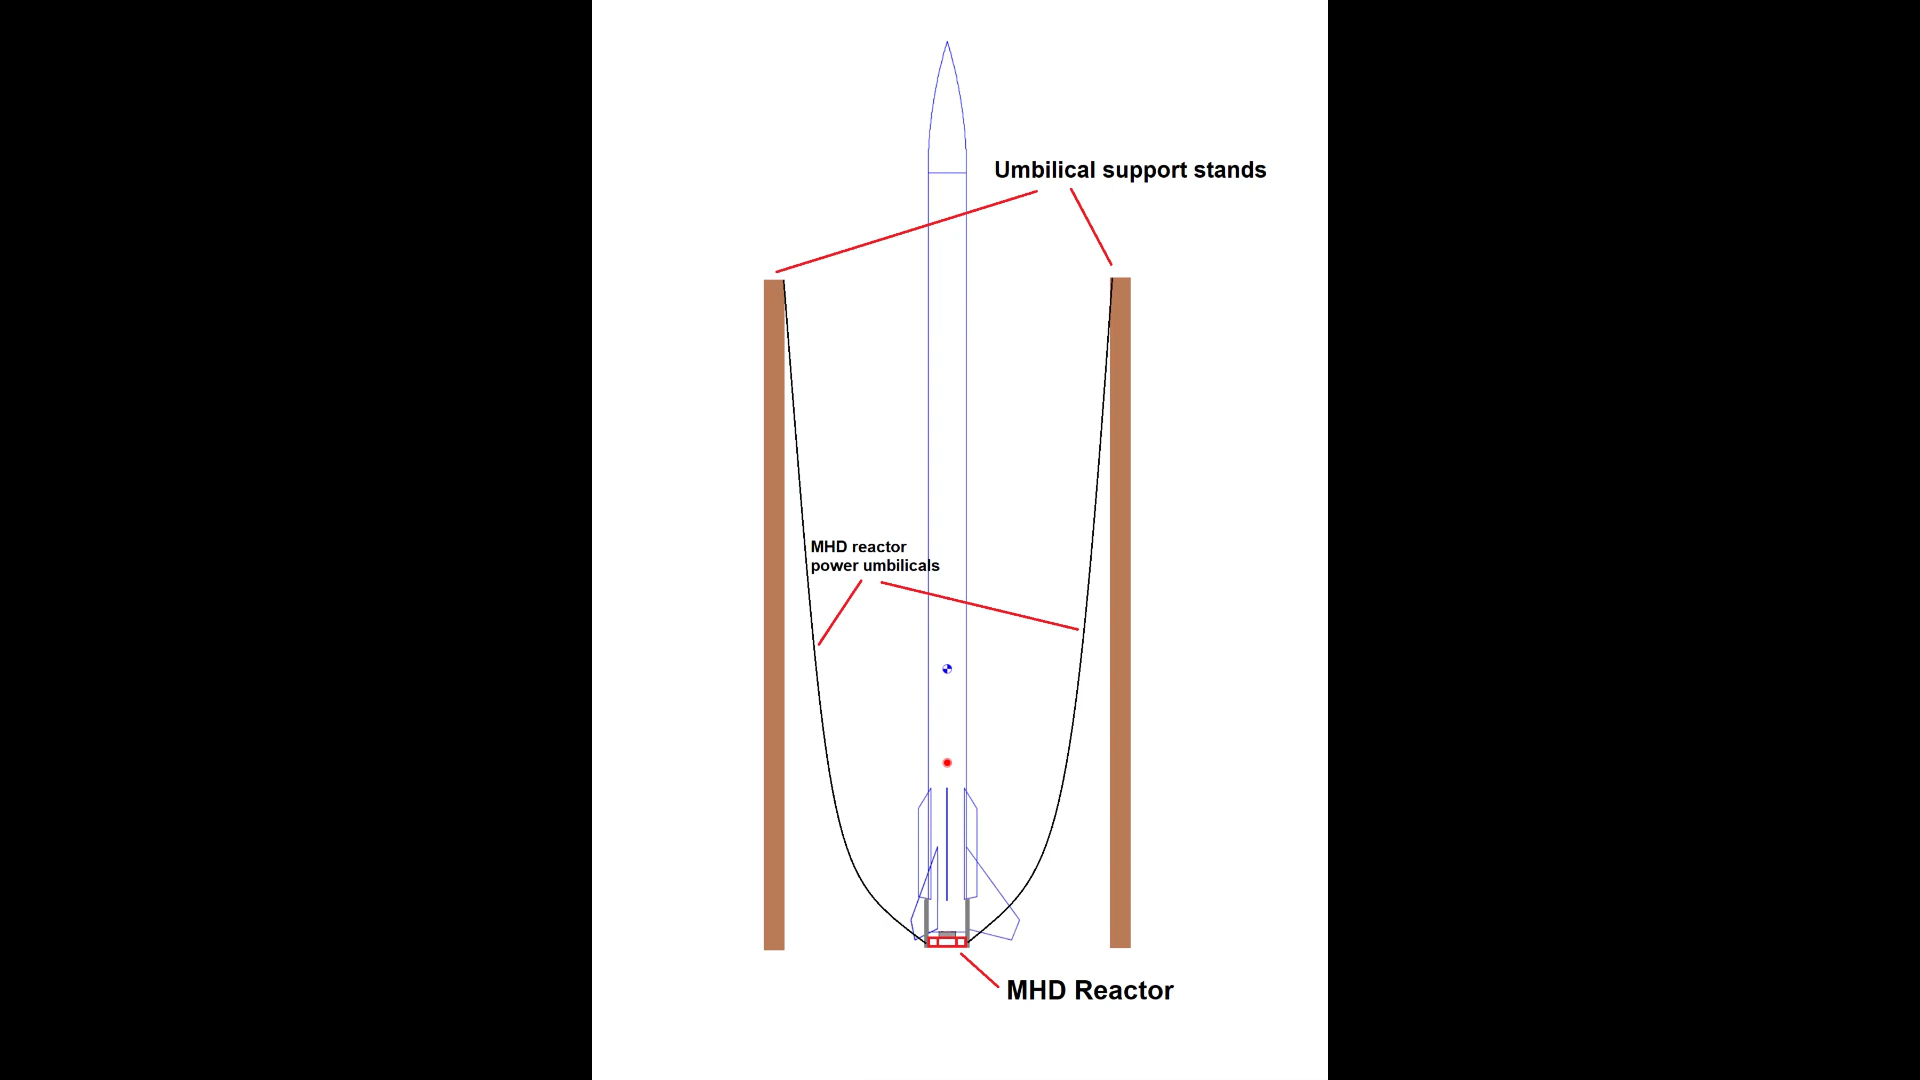 Umbilical support stands
MHD reactor
power umbilicals
MHD Reactor